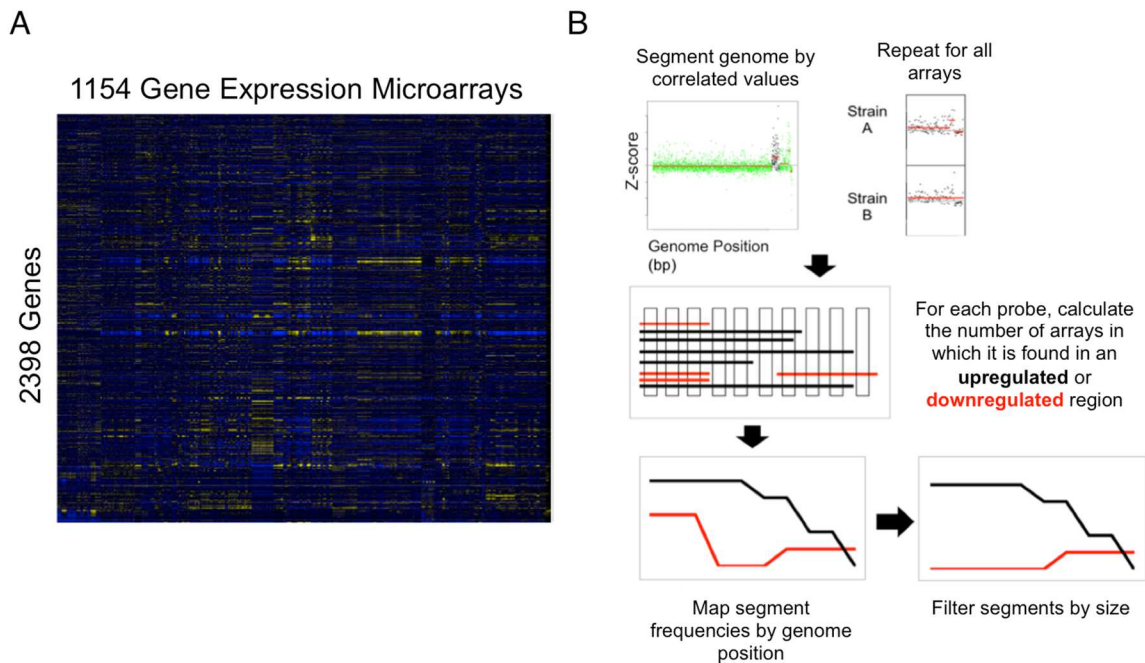 A
1154 Gene Expression Microarrays
2398 Genes
B
Segment genome by
correlated values
Z-score
Genome Position
(bp)
Repeat for all
arrays
Strain
A
Strain
B
For each probe, calculate
the number of arrays in
which it is found in an
upregulated or
downregulated region
Map segment
frequencies by genome
position
Filter segments by size